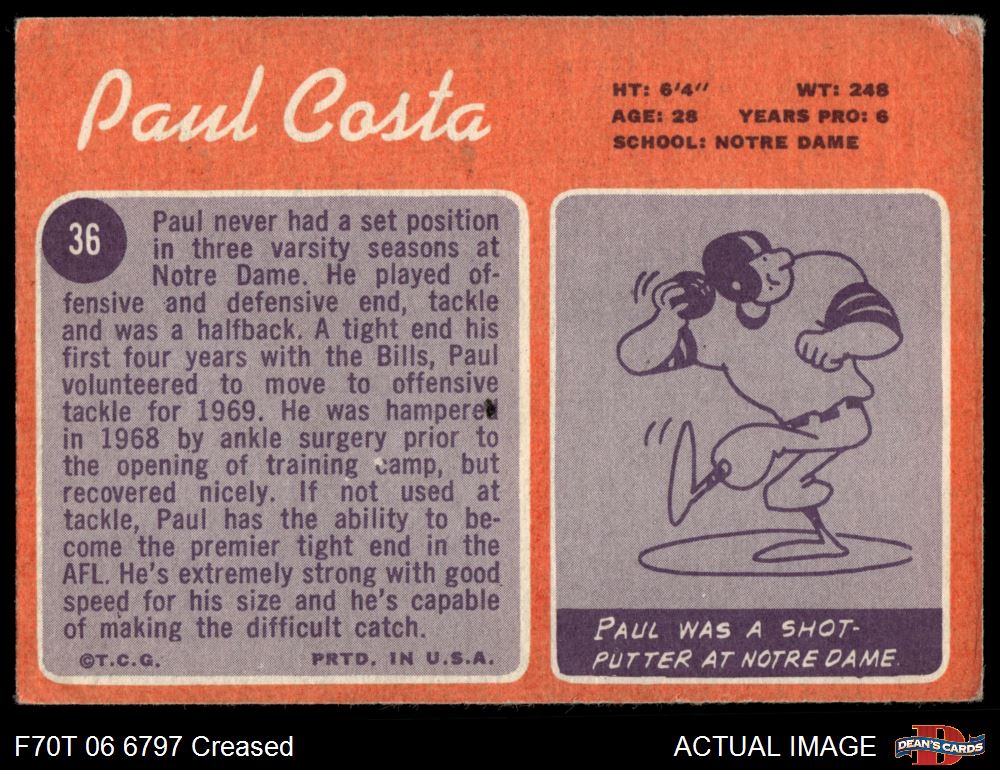 Paul Costa
HT: 6'4" WT: 248
AGE: 28 YEARS PRO: 6
SCHOOL: NOTRE DAME
36
Paul never had a set position
in three varsity seasons at
Notre Dame. He played of-
fensive and defensive end, tackle
and was a halfback. A tight end his
first four years with the Bills, Paul
volunteered to move to offensive
tackle for 1969. He was hampered
in 1968 by ankle surgery prior to
the opening of training camp, but
recovered nicely. If not used at
tackle, Paul has the ability to be-
come the premier tight end in the
AFL. He's extremely strong with good
speed for his size and he's capable
of making the difficult catch.
©T.C.G. PRTD. IN U.S.A.
PAUL WAS A SHOT-
PUTTER AT NOTRE DAME.
F70T 06 6797 Creased
ACTUAL IMAGE
DEAN'S CARDS